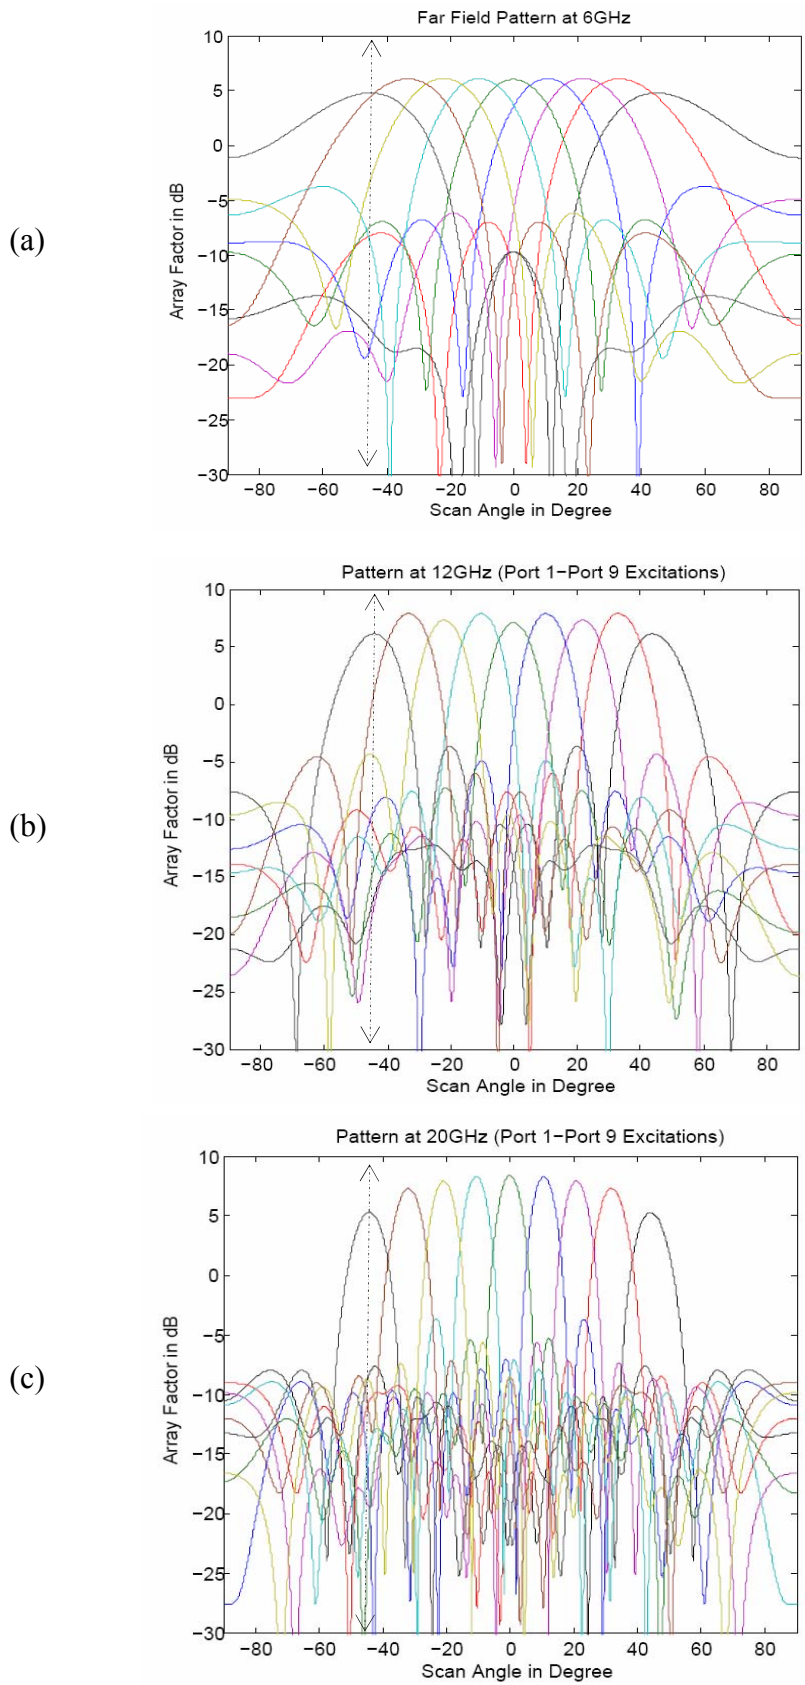 (a)
Far Field Pattern at 6GHz
Array Factor in dB
10
5
0
−5
−10
−15
−20
−25
−30
−80 −60 −40 −20 0 20 40 60 80
Scan Angle in Degree
(b)
Pattern at 12GHz (Port 1−Port 9 Excitations)
Array Factor in dB
10
5
0
−5
−10
−15
−20
−25
−30
−80 −60 −40 −20 0 20 40 60 80
Scan Angle in Degree
(c)
Pattern at 20GHz (Port 1−Port 9 Excitations)
Array Factor in dB
10
5
0
−5
−10
−15
−20
−25
−30
−80 −60 −40 −20 0 20 40 60 80
Scan Angle in Degree